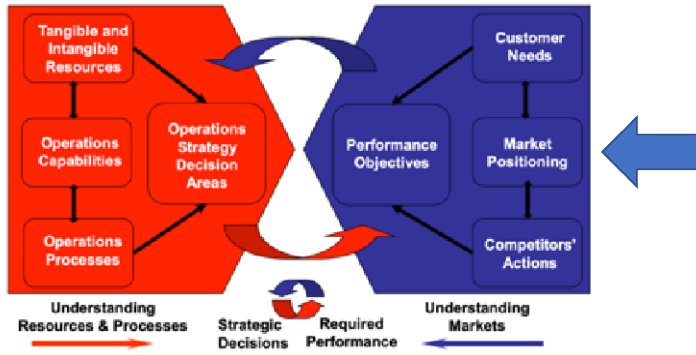 Tangible and
Intangible
Resources
Operations
Capabilities
Operations
Processes
Operations
Strategy
Decision
Areas
Performance
Objectives
Customer
Needs
Market
Positioning
Competitors'
Actions
Understanding
Resources & Processes
Strategic
Decisions
Required
Performance
Understanding
Markets